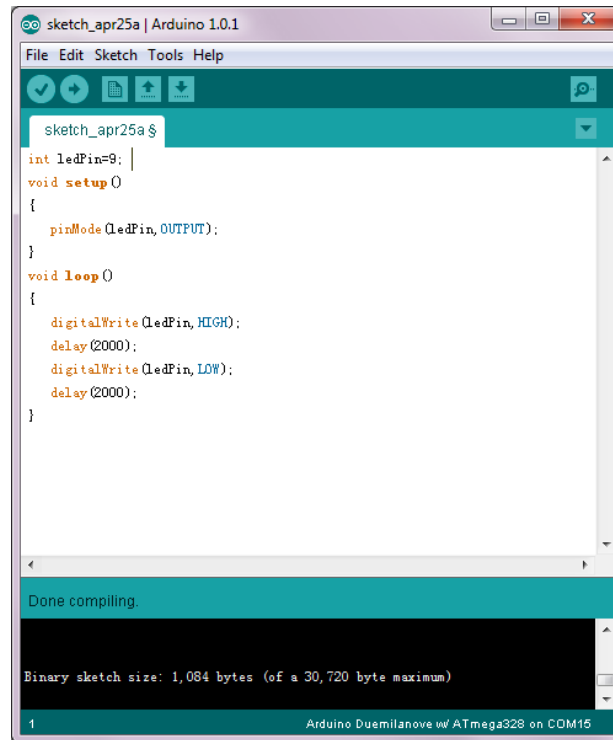 sketch_apr25a | Arduino 1.0.1
File Edit Sketch Tools Help
sketch_apr25a §
int ledPin=9;
void setup()
{
pinMode(ledPin,OUTPUT);
}
void loop()
{
digitalWrite(ledPin,HIGH);
delay(2000);
digitalWrite(ledPin,LOW);
delay(2000);
}
Done compiling.
Binary sketch size: 1,084 bytes (of a 30,720 byte maximum)
1 Arduino Duemilanove w/ ATmega328 on COM15